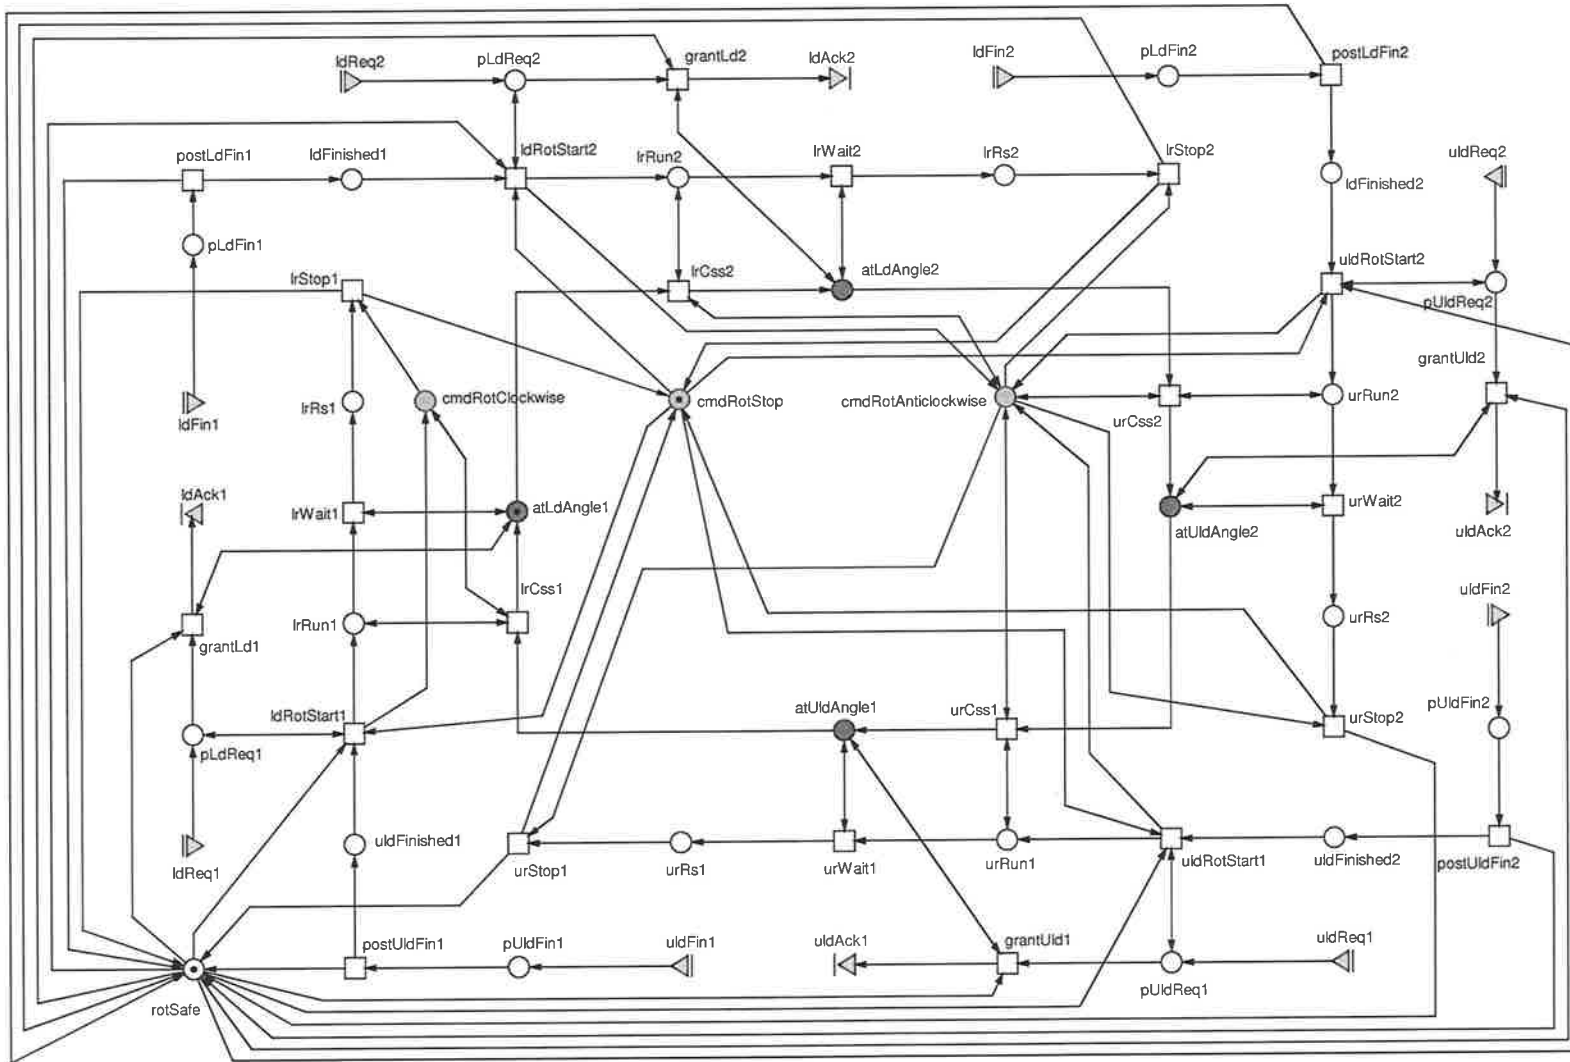 postLdFin2
ldReq2
pLdReq2
grantLd2
ldAck2
ldFin2
pLdFin2
postLdFin1
ldFinished1
ldRotStart2
lrRun2
lrWait2
lrRs2
lrStop2
uldReq2
ldFinished2
pLdFin1
lrStop1
lrCss2
atLdAngle2
uldRotStart2
pUldReq2
grantUld2
lrRs1
cmdRotClockwise
cmdRotStop
cmdRotAnticlockwise
urCss2
urRun2
ldFin1
ldAck1
lrWait1
atLdAngle1
atUldAngle2
urWait2
uldAck2
lrCss1
uldFin2
grantLd1
lrRun1
urRs2
ldRotStart1
atUldAngle1
urCss1
urStop2
pUldFin2
pLdReq1
uldFinished1
ldReq1
urStop1
urRs1
urWait1
urRun1
uldRotStart1
uldFinished2
postUldFin2
postUldFin1
pUldFin1
uldFin1
uldAck1
grantUld1
uldReq1
pUldReq1
rotSafe